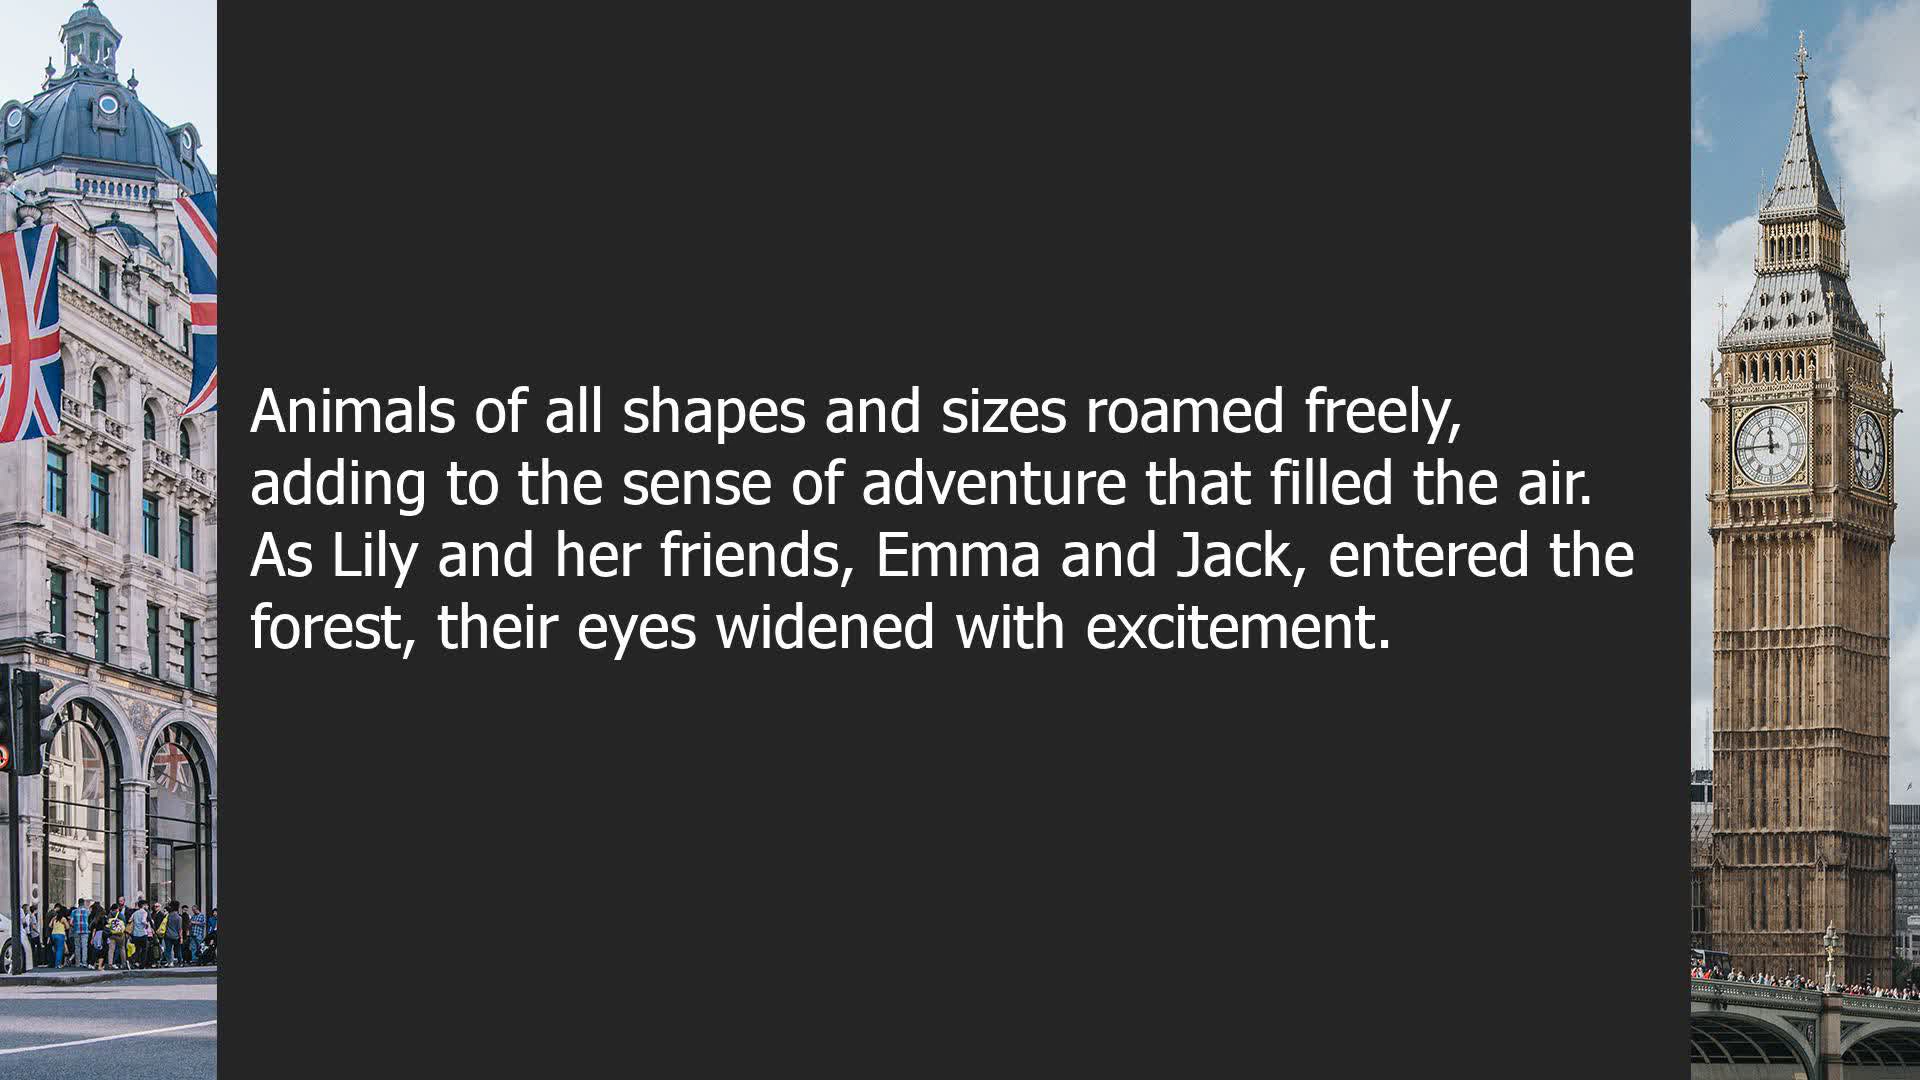 Animals of all shapes and sizes roamed freely,
adding to the sense of adventure that filled the air.
As Lily and her friends, Emma and Jack, entered the
forest, their eyes widened with excitement.